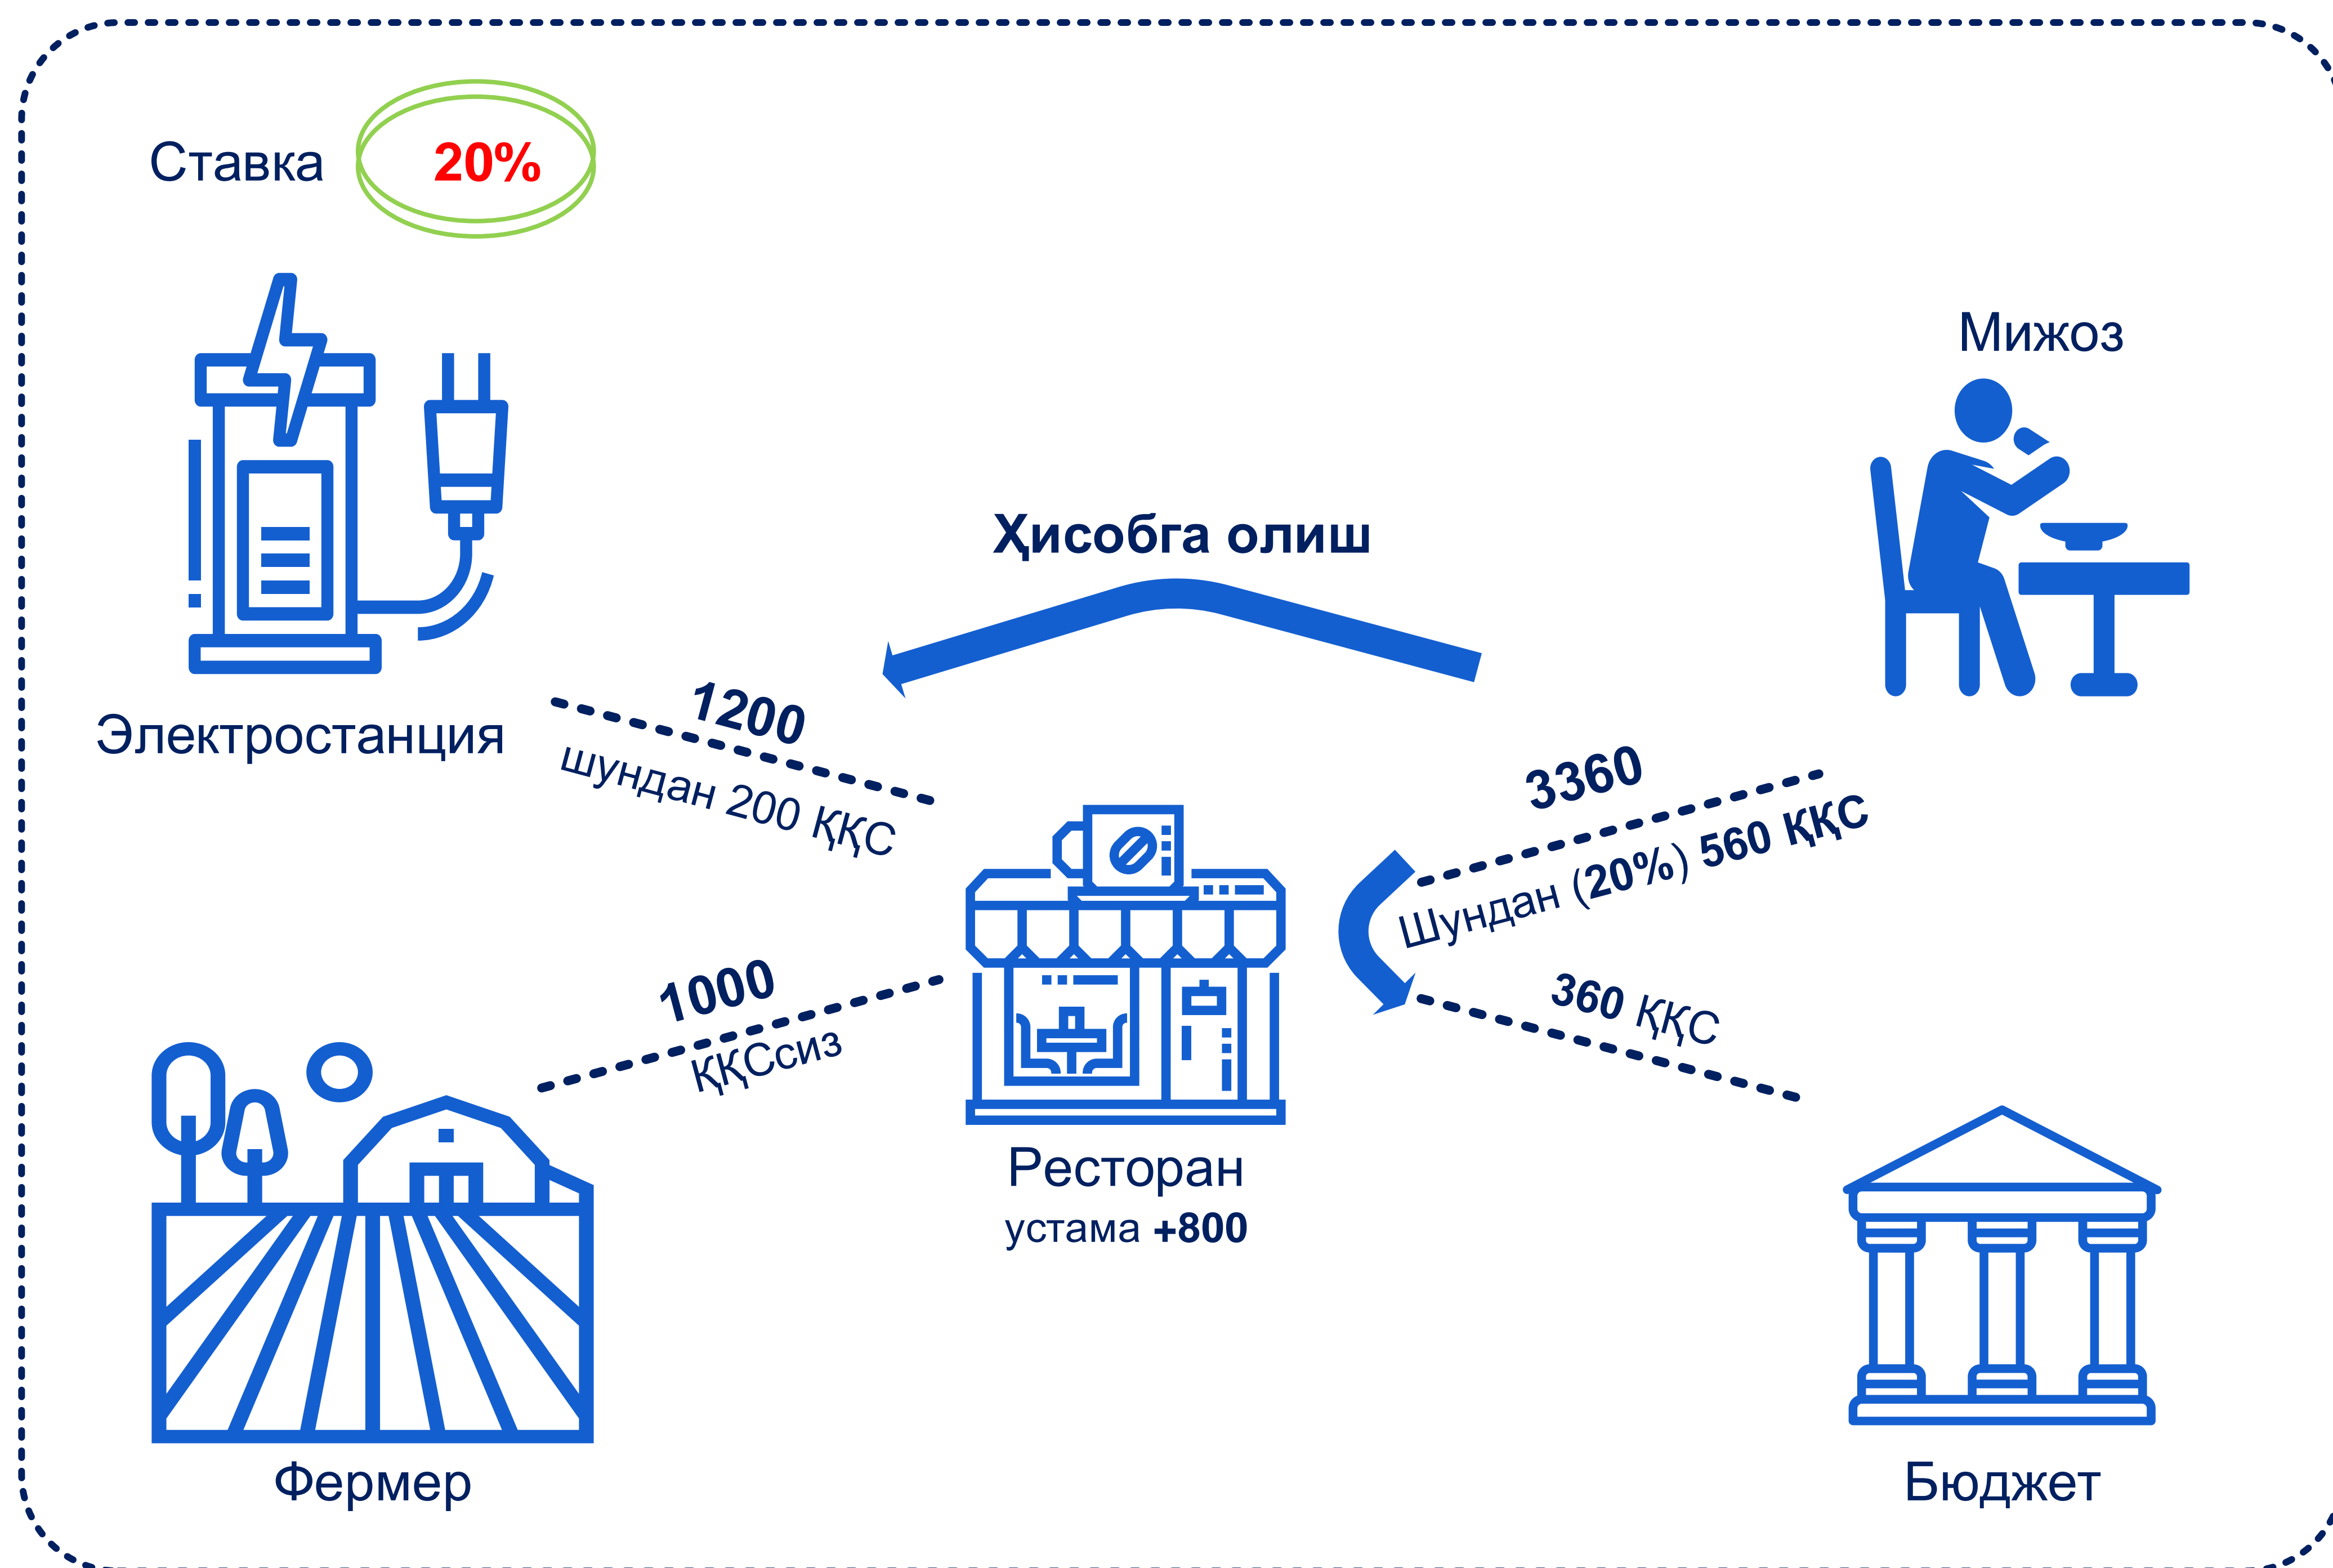 Ставка 20%
Мижоз
Ҳисобга олиш
Электростанция
1200
шундан 200 ҚҚС
3360
Шундан (20%) 560 ҚҚС
1000
ҚҚСсиз
360 ҚҚС
Ресторан
устама +800
Фермер
Бюджет